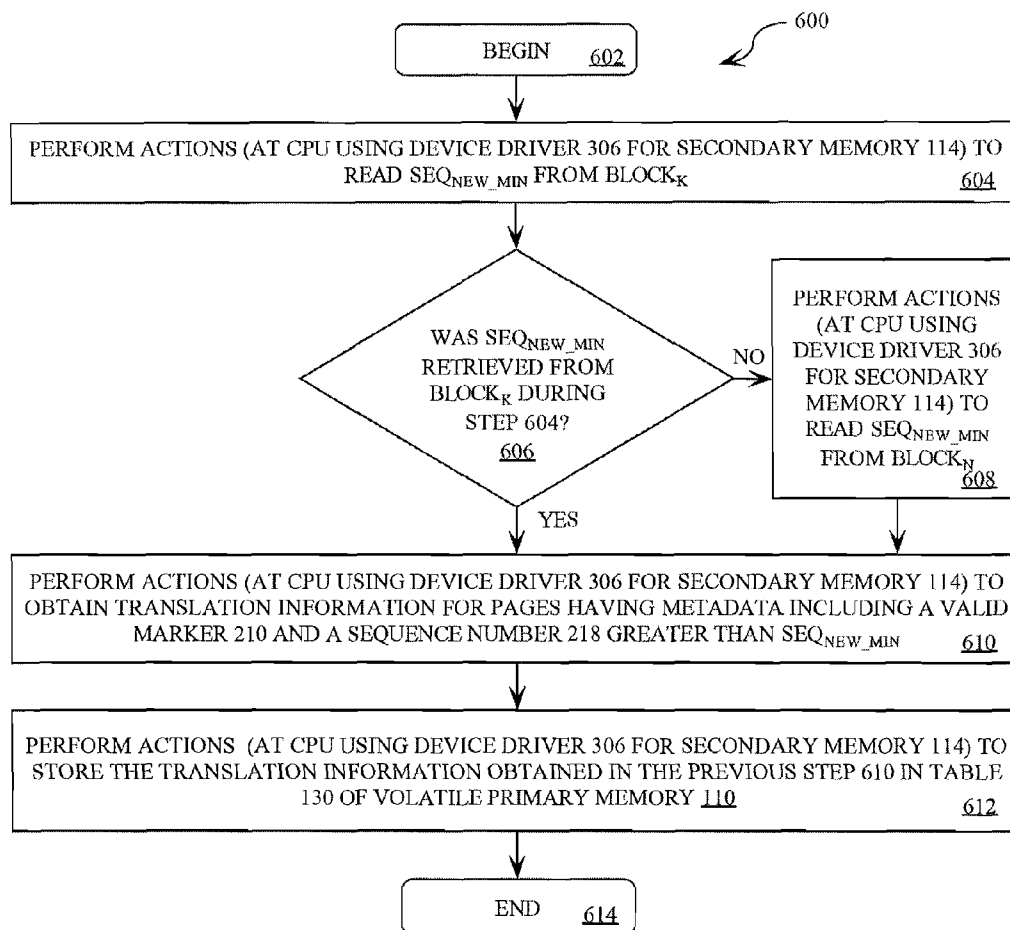 600
BEGIN 602
PERFORM ACTIONS (AT CPU USING DEVICE DRIVER 306 FOR SECONDARY MEMORY 114) TO
READ SEQNEW_MIN FROM BLOCKK
604
WAS SEQNEW_MIN
RETRIEVED FROM
BLOCKK DURING
STEP 604?
606
NO
PERFORM ACTIONS
(AT CPU USING
DEVICE DRIVER 306
FOR SECONDARY
MEMORY 114) TO
READ SEQNEW_MIN
FROM BLOCKN
608
YES
PERFORM ACTIONS (AT CPU USING DEVICE DRIVER 306 FOR SECONDARY MEMORY 114) TO
OBTAIN TRANSLATION INFORMATION FOR PAGES HAVING METADATA INCLUDING A VALID
MARKER 210 AND A SEQUENCE NUMBER 218 GREATER THAN SEQNEW_MIN
610
PERFORM ACTIONS (AT CPU USING DEVICE DRIVER 306 FOR SECONDARY MEMORY 114) TO
STORE THE TRANSLATION INFORMATION OBTAINED IN THE PREVIOUS STEP 610 IN TABLE
130 OF VOLATILE PRIMARY MEMORY 110
612
END 614